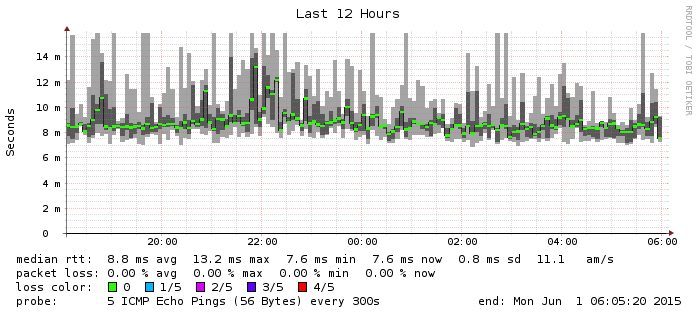 Last 12 Hours
RRDTOOL / TOBI OETIKER
Seconds
14 m
12 m
10 m
8 m
6 m
4 m
2 m
0
20:00 22:00 00:00 02:00 04:00 06:00
median rtt: 8.8 ms avg 13.2 ms max 7.6 ms min 7.6 ms now 0.8 ms sd 11.1 am/s
packet loss: 0.00 % avg 0.00 % max 0.00 % min 0.00 % now
loss color: 0 1/5 2/5 3/5 4/5
probe: 5 ICMP Echo Pings (56 Bytes) every 300s end: Mon Jun 1 06:05:20 2015